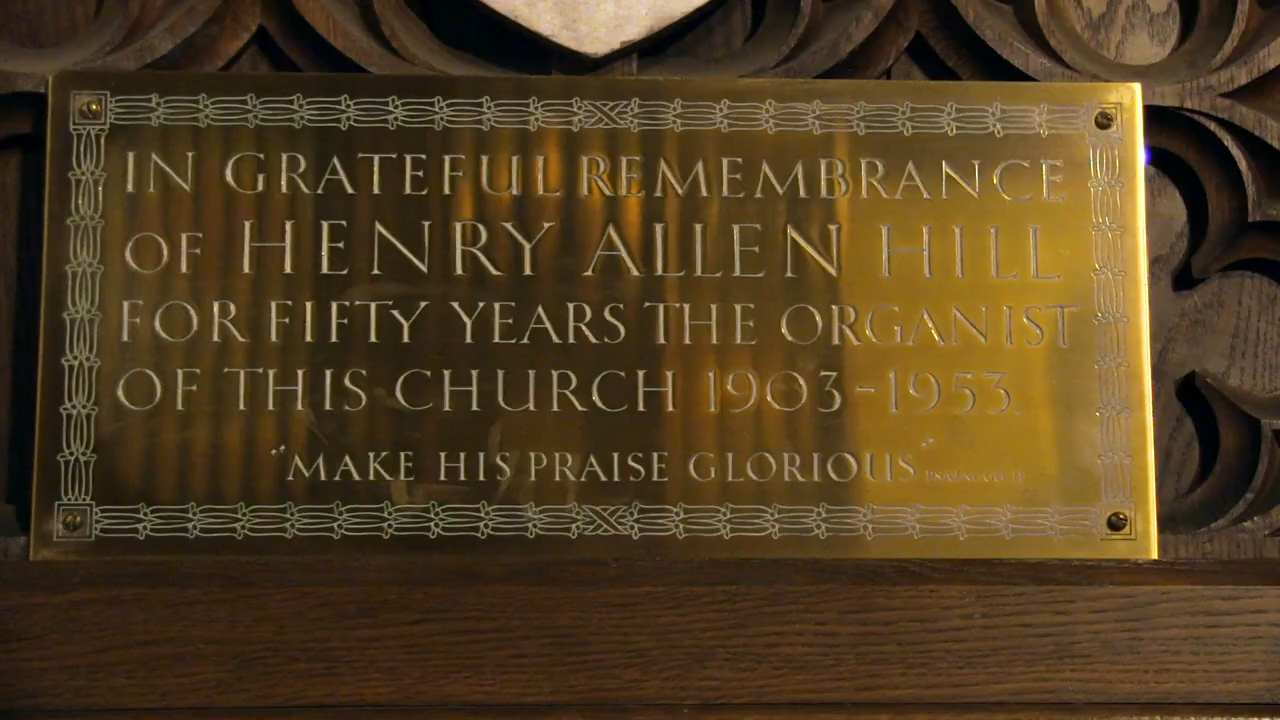 IN GRATEFUL REMEMBRANCE
OF HENRY ALLEN HILL
FOR FIFTY YEARS THE ORGANIST
OF THIS CHURCH 1903-1953.
"MAKE HIS PRAISE GLORIOUS"